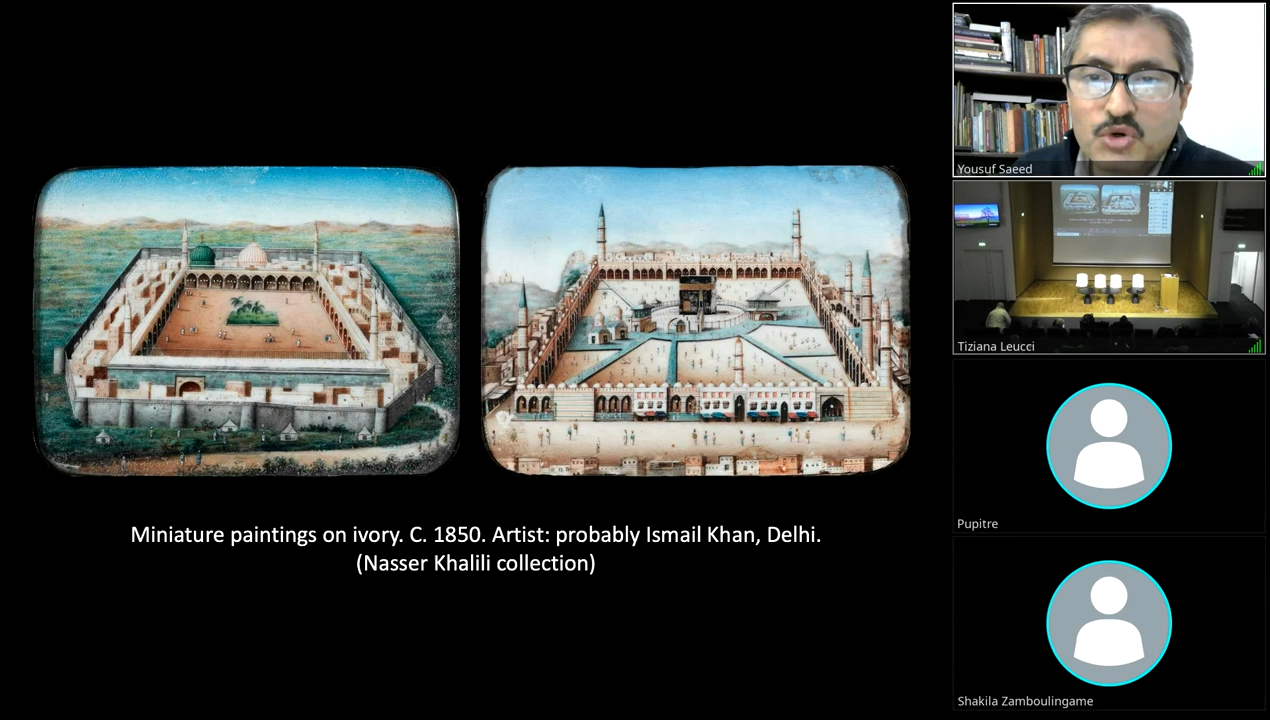 Miniature paintings on ivory. C. 1850. Artist: probably Ismail Khan, Delhi.
(Nasser Khalili collection)
Yousuf Saeed
Tiziana Leucci
Pupitre
Shakila Zamboulingame